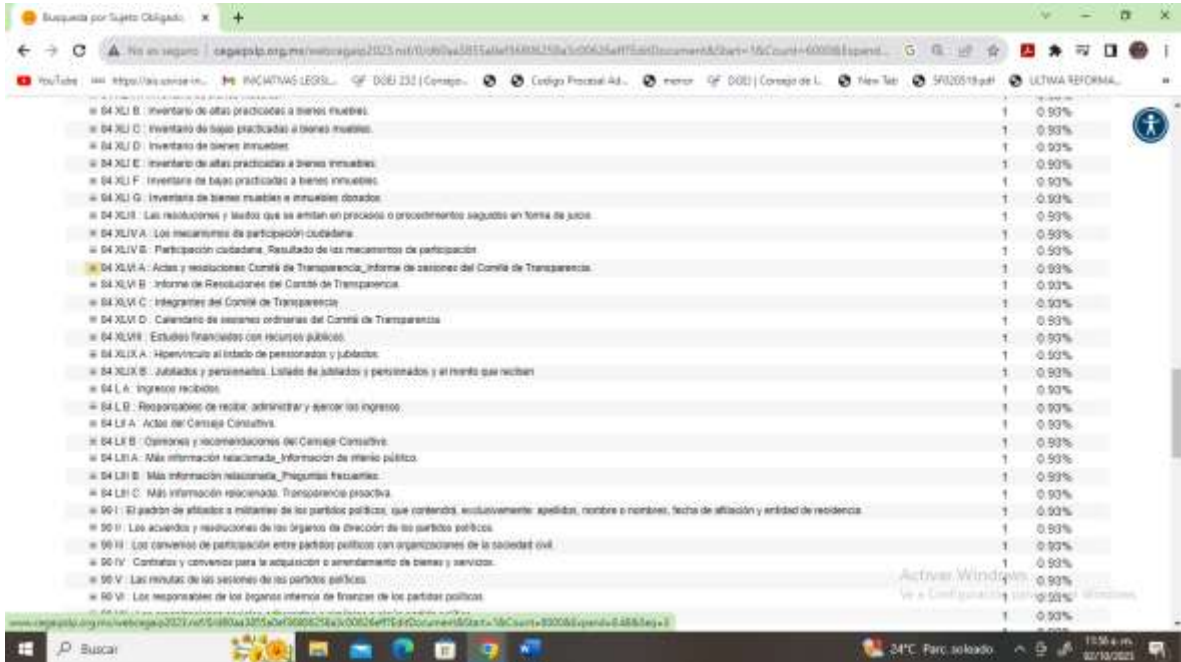 Busqueda por Sujeto Obligado
No es seguro
YouTube
INICIATIVAS LEGISL...
DOEJ 232 | Consejo...
Codigo Procesal Ad...
menor
DOEJ | Consejo de L...
New Tab
SF020519.pdf
ULTIMA REFORMA...
84 XLI B : Inventario de altas practicadas a bienes muebles. 1 0.93%
84 XLI C : Inventario de bajas practicadas a bienes muebles. 1 0.93%
84 XLI D : Inventario de bienes inmuebles. 1 0.93%
84 XLI E : Inventario de altas practicadas a bienes inmuebles. 1 0.93%
84 XLI F : Inventario de bajas practicadas a bienes inmuebles. 1 0.93%
84 XLI G : Inventario de bienes muebles e inmuebles donados. 1 0.93%
84 XLIII : Las resoluciones y laudos que se emitan en procesos o procedimientos seguidos en forma de juicio. 1 0.93%
84 XLIV A : Los mecanismos de participación ciudadana. 1 0.93%
84 XLIV B : Participación ciudadana_Resultado de los mecanismos de participación 1 0.93%
84 XLVI A : Actas y resoluciones Comité de Transparencia_Informe de sesiones del Comité de Transparencia. 1 0.93%
84 XLVI B : Informe de Resoluciones del Comité de Transparencia. 1 0.93%
84 XLVI C : Integrantes del Comité de Transparencia 1 0.93%
84 XLVI D : Calendario de sesiones ordinarias del Comité de Transparencia 1 0.93%
84 XLVIII : Estudios financiados con recursos públicos. 1 0.93%
84 XLIX A : Hipervínculo al listado de pensionados y jubilados. 1 0.93%
84 XLIX B : Jubilados y pensionados_Listado de jubilados y pensionados y el monto que reciben 1 0.93%
84 L A : Ingresos recibidos. 1 0.93%
84 L B : Responsables de recibir, administrar y ejercer los ingresos. 1 0.93%
84 LII A : Actas del Consejo Consultivo. 1 0.93%
84 LII B : Opiniones y recomendaciones del Consejo Consultivo. 1 0.93%
84 LIII A : Más información relacionada_Información de interés público. 1 0.93%
84 LIII B : Más información relacionada_Preguntas frecuentes. 1 0.93%
84 LIII C : Más información relacionada. Transparencia proactiva. 1 0.93%
90 I : El padrón de afiliados o militantes de los partidos políticos, que contendrá, exclusivamente: apellidos, nombre o nombres, fecha de afiliación y entidad de residencia. 1 0.93%
90 II : Los acuerdos y resoluciones de los órganos de dirección de los partidos políticos. 1 0.93%
90 III : Los convenios de participación entre partidos políticos con organizaciones de la sociedad civil. 1 0.93%
90 IV : Contratos y convenios para la adquisición o arrendamiento de bienes y servicios. 1 0.93%
90 V : Las minutas de las sesiones de los partidos políticos. 1 0.93%
90 VI : Los responsables de los órganos internos de finanzas de los partidos políticos. 1 0.93%
1 0.93%
Activar Windows
Buscar
24°C Parc. soleado
11:56 a. m.
02/10/2023